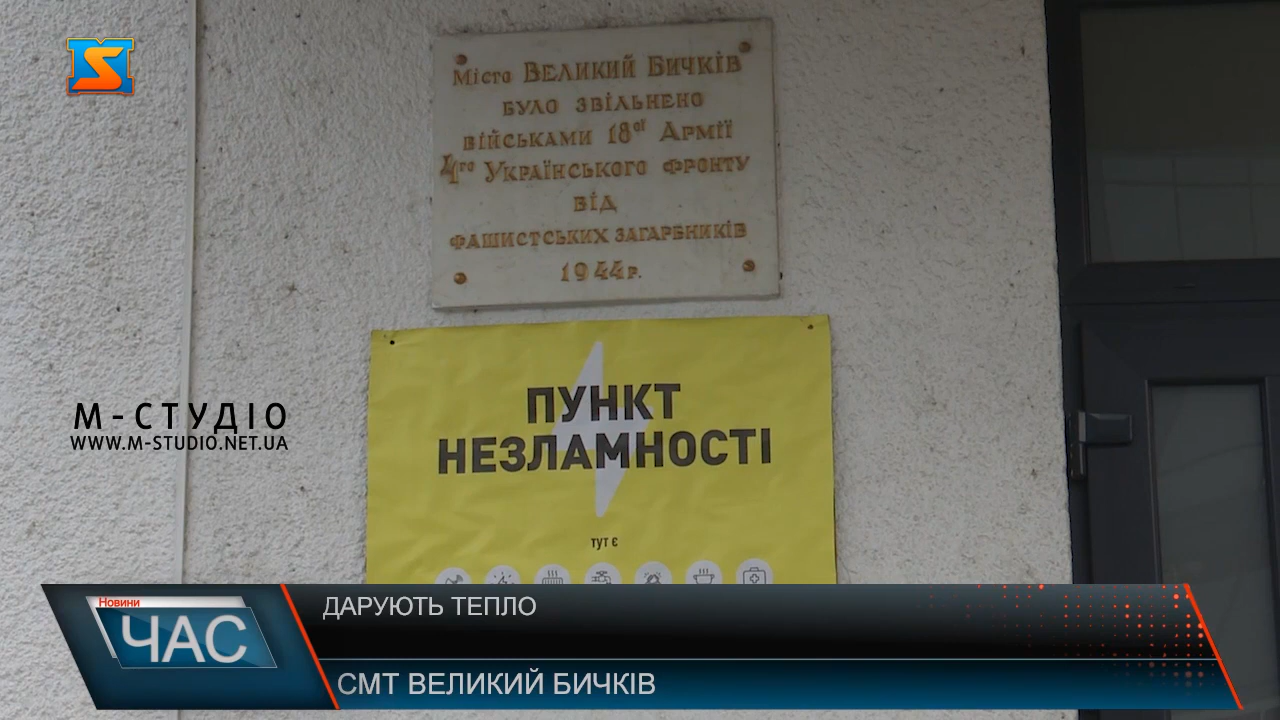 Місто ВЕЛИКИЙ БИЧКІВ
БУЛО ЗВІЛЬНЕНО
ВІЙСЬКАМИ 18ої АРМІЇ
4го УКРАЇНСЬКОГО ФРОНТУ
ВІД
ФАШИСТСЬКИХ ЗАГАРБНИКІВ
1944 р.
ПУНКТ
НЕЗЛАМНОСТІ
тут є
М-СТУДІО
WWW.M-STUDIO.NET.UA
Новини
ЧАС
ДАРУЮТЬ ТЕПЛО
СМТ ВЕЛИКИЙ БИЧКІВ